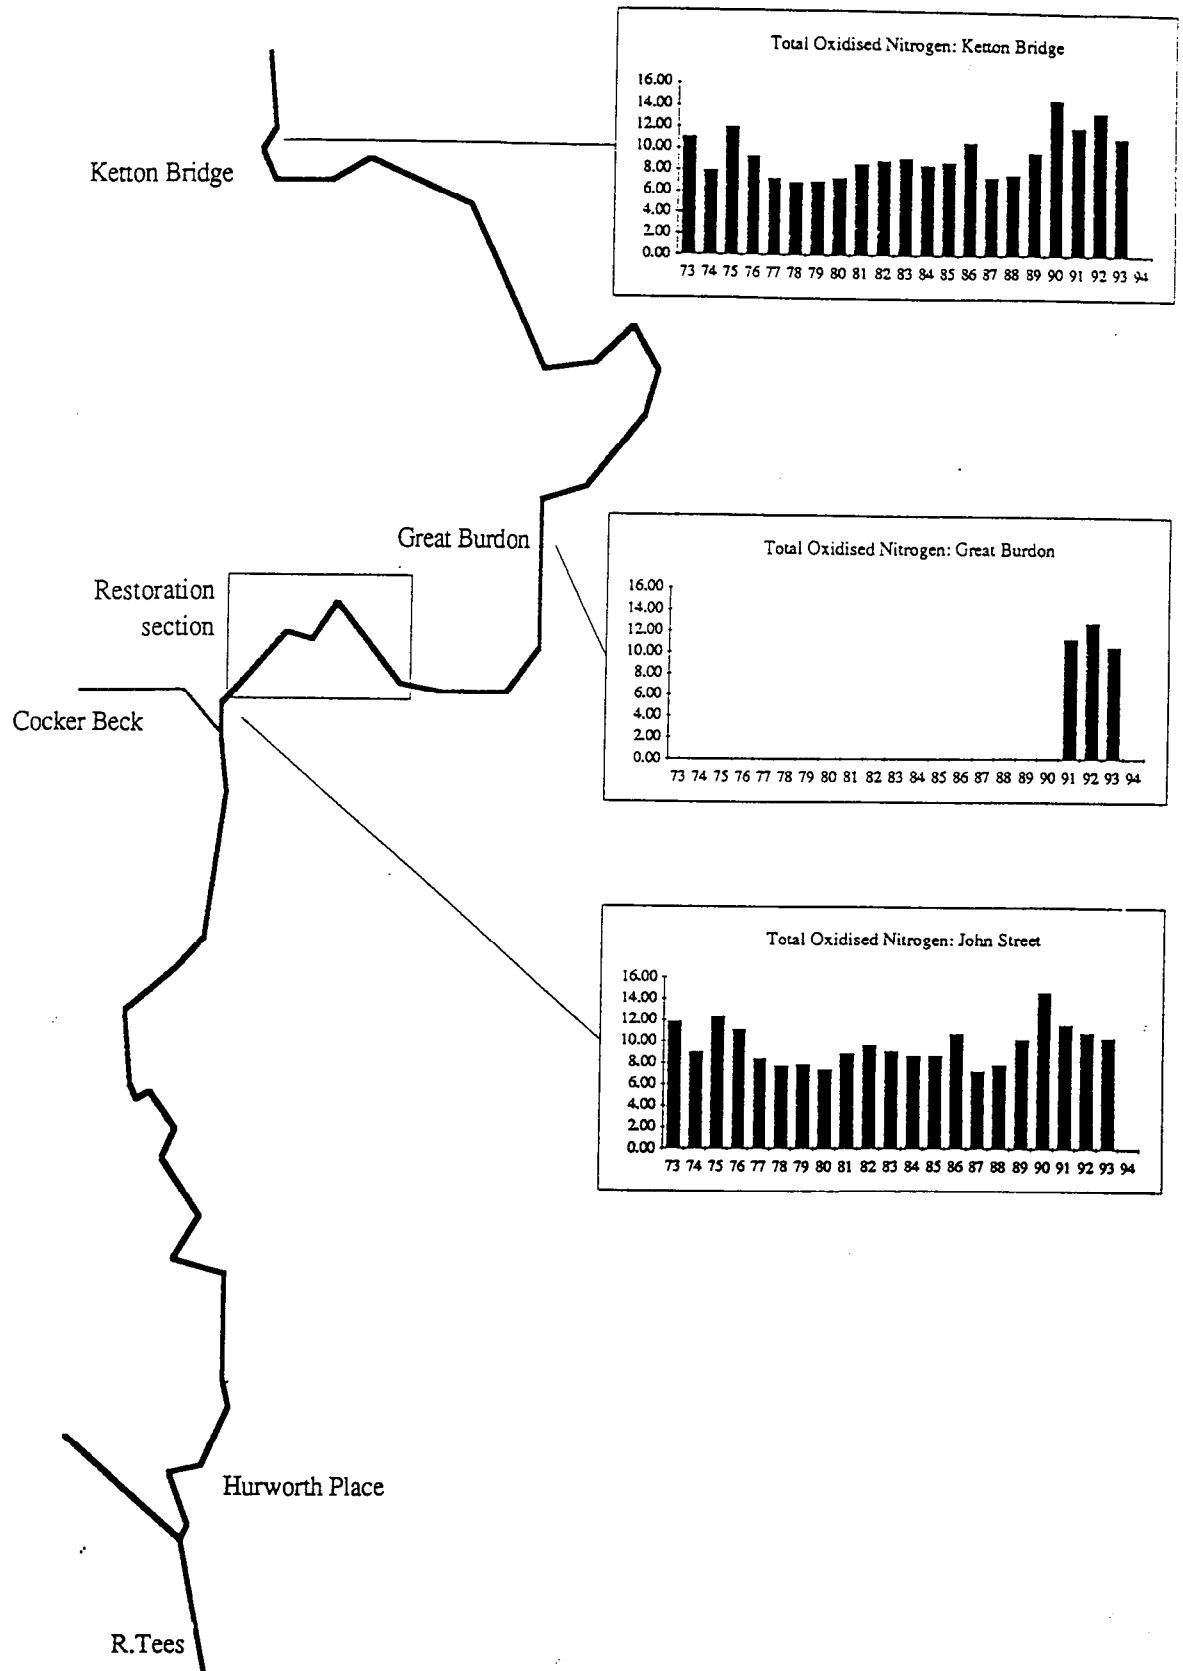 Total Oxidised Nitrogen: Ketton Bridge
16.00
14.00
12.00
10.00
8.00
6.00
4.00
2.00
0.00
73 74 75 76 77 78 79 80 81 82 83 84 85 86 87 88 89 90 91 92 93 94
Ketton Bridge
Great Burdon
Total Oxidised Nitrogen: Great Burdon
16.00
14.00
12.00
10.00
8.00
6.00
4.00
2.00
0.00
73 74 75 76 77 78 79 80 81 82 83 84 85 86 87 88 89 90 91 92 93 94
Restoration
section
Cocker Beck
Total Oxidised Nitrogen: John Street
16.00
14.00
12.00
10.00
8.00
6.00
4.00
2.00
0.00
73 74 75 76 77 78 79 80 81 82 83 84 85 86 87 88 89 90 91 92 93 94
Hurworth Place
R.Tees